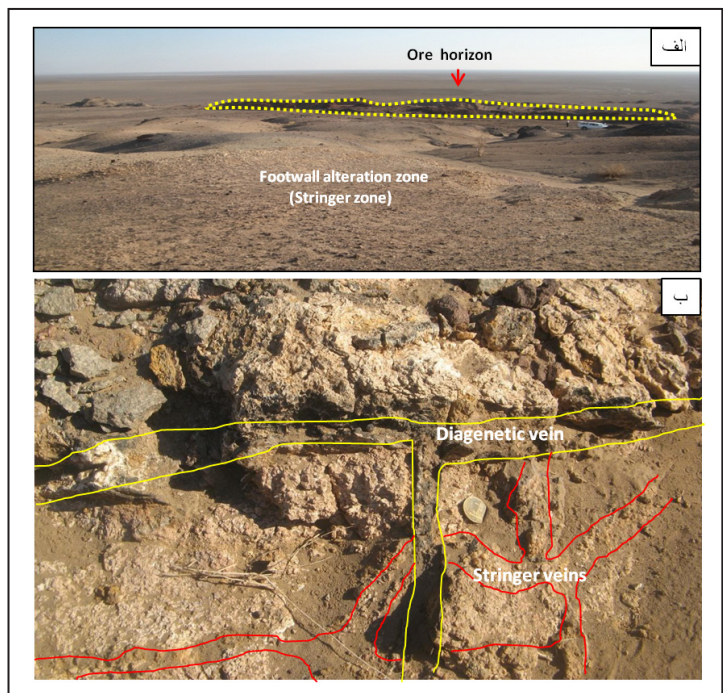 الف
Ore horizon
Footwall alteration zone
(Stringer zone)
ب
Diagenetic vein
Stringer veins